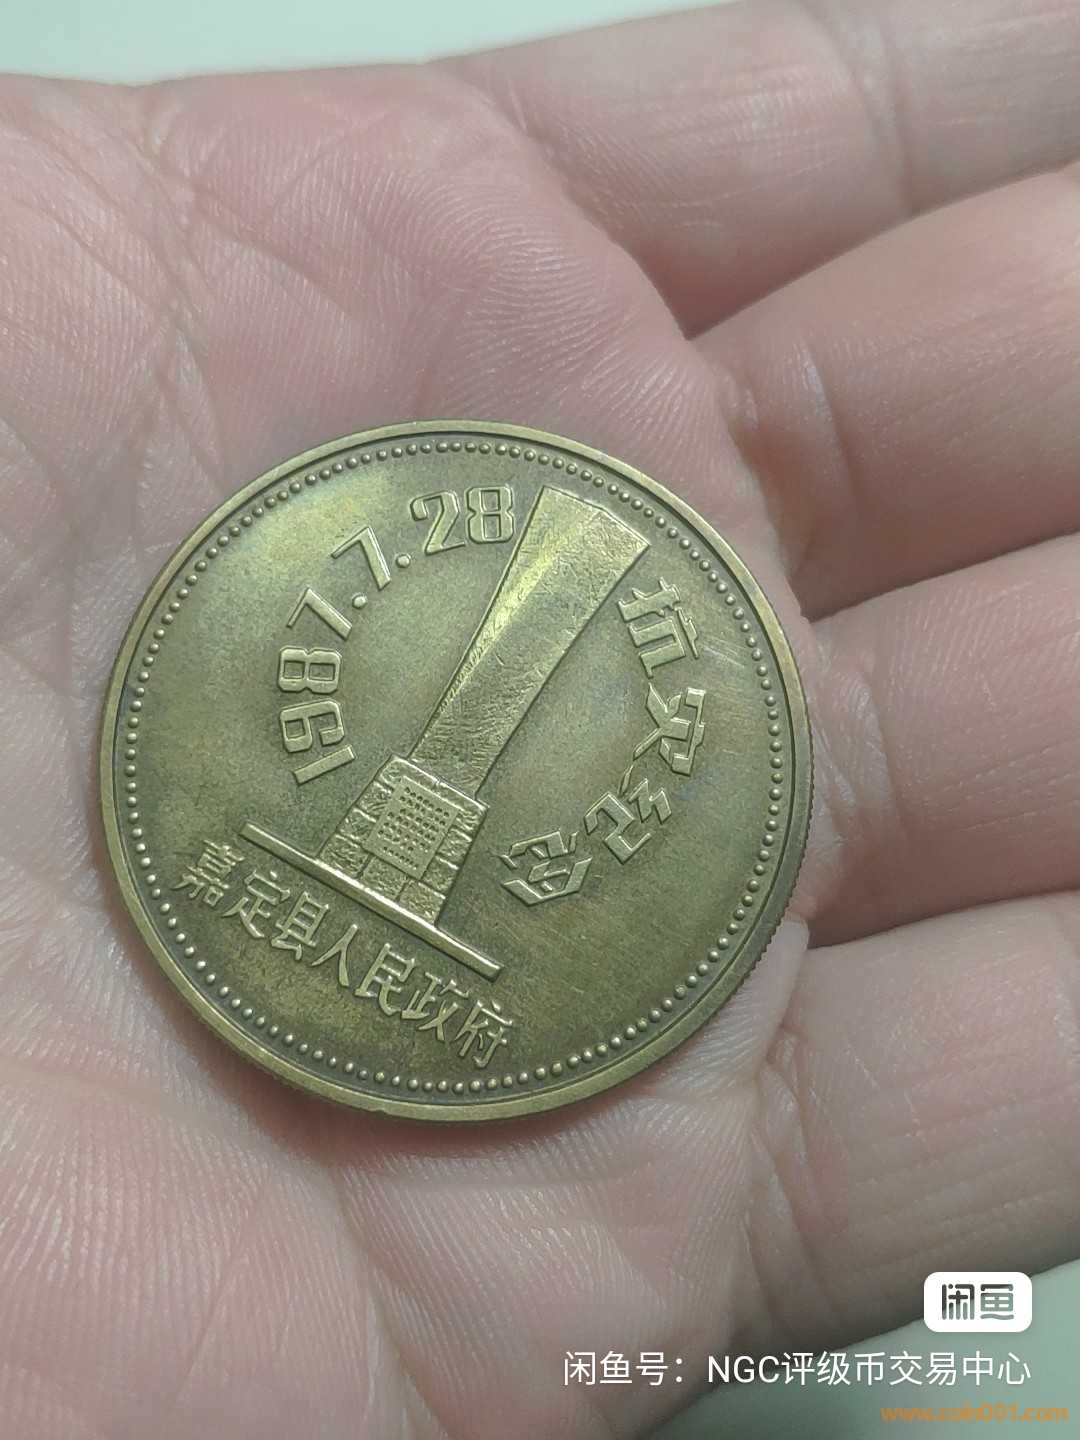 1987.7.28
抗灾纪念
嘉定县人民政府
闲鱼
闲鱼号：NGC评级币交易中心
www.coin001.com